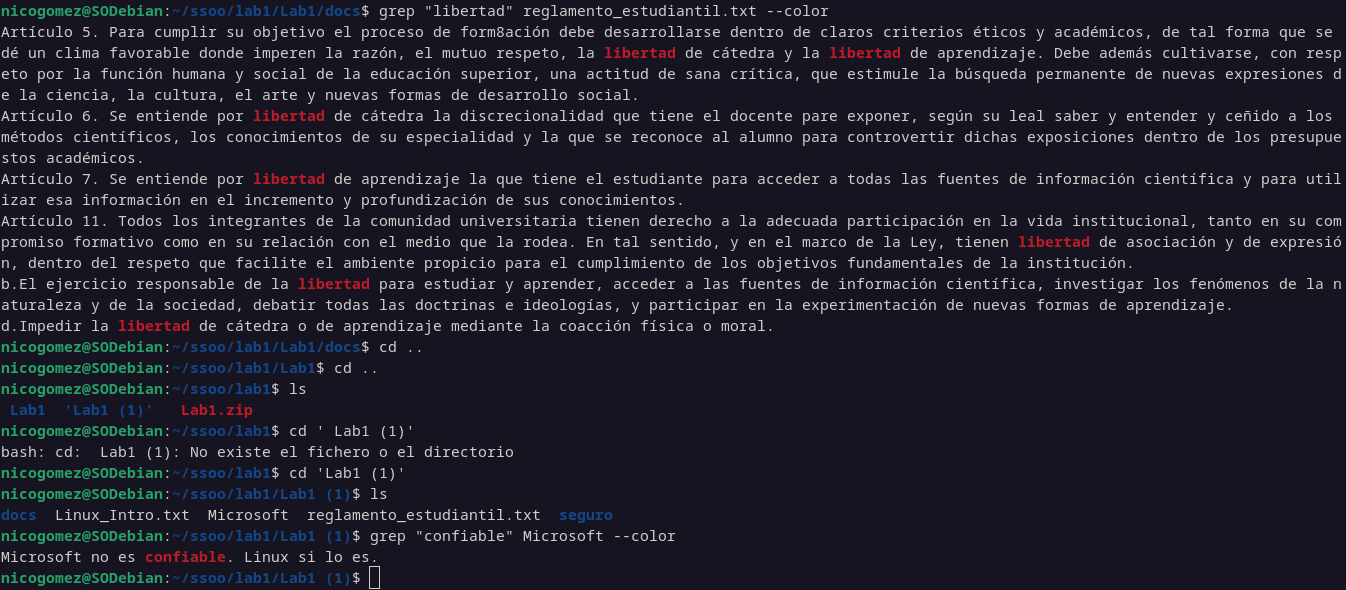 nicogomez@SODebian:~/ssoo/lab1/Lab1/docs$ grep "libertad" reglamento_estudiantil.txt --color
Artículo 5. Para cumplir su objetivo el proceso de form8ación debe desarrollarse dentro de claros criterios éticos y académicos, de tal forma que se
dé un clima favorable donde imperen la razón, el mutuo respeto, la libertad de cátedra y la libertad de aprendizaje. Debe además cultivarse, con resp
eto por la función humana y social de la educación superior, una actitud de sana crítica, que estimule la búsqueda permanente de nuevas expresiones d
e la ciencia, la cultura, el arte y nuevas formas de desarrollo social.
Artículo 6. Se entiende por libertad de cátedra la discrecionalidad que tiene el docente pare exponer, según su leal saber y entender y ceñido a los
métodos científicos, los conocimientos de su especialidad y la que se reconoce al alumno para controvertir dichas exposiciones dentro de los presupue
stos académicos.
Artículo 7. Se entiende por libertad de aprendizaje la que tiene el estudiante para acceder a todas las fuentes de información científica y para util
izar esa información en el incremento y profundización de sus conocimientos.
Artículo 11. Todos los integrantes de la comunidad universitaria tienen derecho a la adecuada participación en la vida institucional, tanto en su com
promiso formativo como en su relación con el medio que la rodea. En tal sentido, y en el marco de la Ley, tienen libertad de asociación y de expresió
n, dentro del respeto que facilite el ambiente propicio para el cumplimiento de los objetivos fundamentales de la institución.
b.El ejercicio responsable de la libertad para estudiar y aprender, acceder a las fuentes de información científica, investigar los fenómenos de la n
aturaleza y de la sociedad, debatir todas las doctrinas e ideologías, y participar en la experimentación de nuevas formas de aprendizaje.
d.Impedir la libertad de cátedra o de aprendizaje mediante la coacción física o moral.
nicogomez@SODebian:~/ssoo/lab1/Lab1/docs$ cd ..
nicogomez@SODebian:~/ssoo/lab1/Lab1$ cd ..
nicogomez@SODebian:~/ssoo/lab1$ ls
 Lab1  'Lab1 (1)'   Lab1.zip
nicogomez@SODebian:~/ssoo/lab1$ cd ' Lab1 (1)'
bash: cd:  Lab1 (1): No existe el fichero o el directorio
nicogomez@SODebian:~/ssoo/lab1$ cd 'Lab1 (1)'
nicogomez@SODebian:~/ssoo/lab1/Lab1 (1)$ ls
docs  Linux_Intro.txt  Microsoft  reglamento_estudiantil.txt  seguro
nicogomez@SODebian:~/ssoo/lab1/Lab1 (1)$ grep "confiable" Microsoft --color
Microsoft no es confiable. Linux si lo es.
nicogomez@SODebian:~/ssoo/lab1/Lab1 (1)$